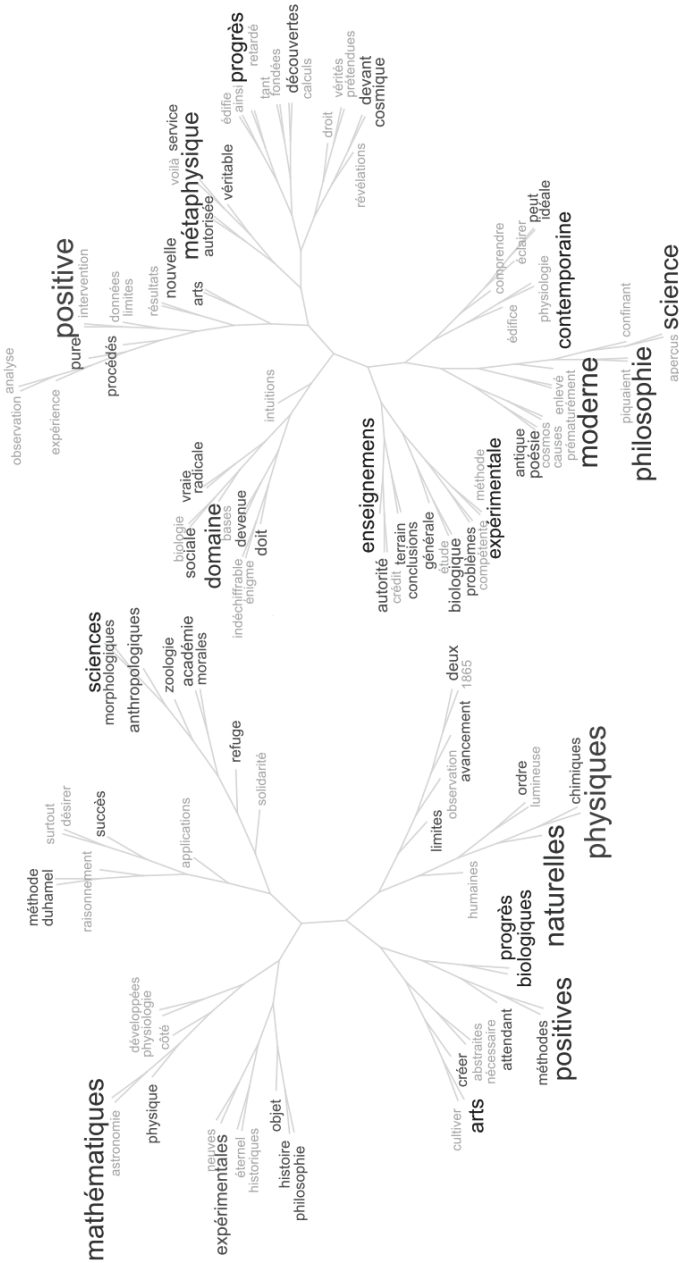 mathématiques
astronomie
physique
développées
physiologie
côté
neuves
expérimentales
éternel
historiques
objet
histoire
philosophie
méthode
duhamel
raisonnement
surtout
désirer
succès
applications
sciences
morphologiques
anthropologiques
zoologie
académie
morales
refuge
solidarité
deux
1865
avancement
observation
limites
ordre
lumineuse
chimiques
physiques
naturelles
humaines
progrès
biologiques
méthodes
positives
attendant
nécessaire
abstraites
créer
arts
cultiver
observation
analyse
expérience
pure
procédés
positive
intervention
données
limites
résultats
nouvelle
arts
voilà
service
métaphysique
autorisée
véritable
édifie
ainsi
progrès
retardé
tant
fondées
découvertes
calculs
droit
vérités
prétendues
devant
cosmique
révélations
intuitions
vraie
radicale
biologie
sociale
domaine
bases
devenue
doit
indéchiffrable
énigme
enseignemens
autorité
crédit
terrain
conclusions
générale
étude
biologique
problèmes
compétente
expérimentale
méthode
antique
poésie
cosmos
causes
prématurément
enlevé
moderne
piquaient
philosophie
confinant
aperçus
science
comprendre
éclairer
peut
idéale
édifice
physiologie
contemporaine